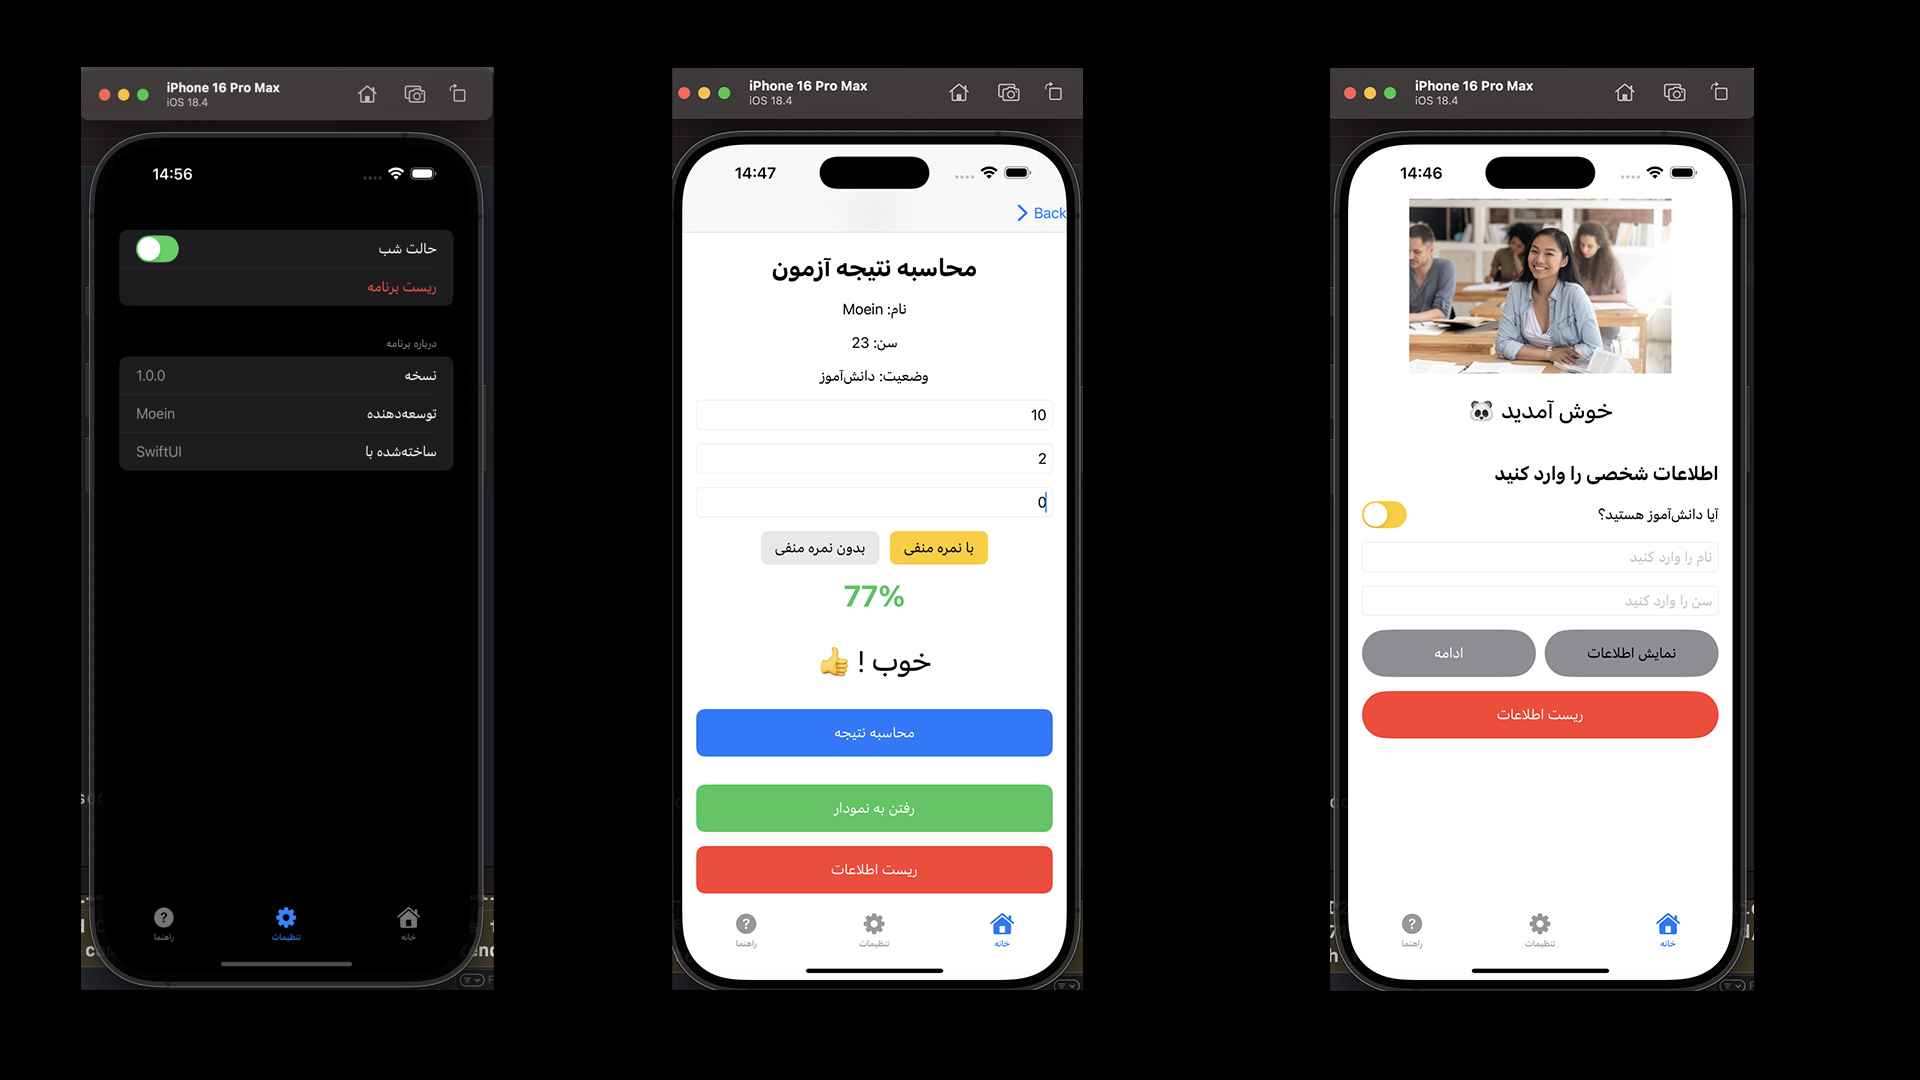 iPhone 16 Pro Max
iOS 18.4
14:56
حالت شب
ریست برنامه
درباره برنامه
نسخه 1.0.0
توسعه‌دهنده Moein
ساخته‌شده با SwiftUI
خانه
تنظیمات
راهنما
iPhone 16 Pro Max
iOS 18.4
14:47
Back
محاسبه نتیجه آزمون
نام: Moein
سن: 23
وضعیت: دانش‌آموز
10
2
0
با نمره منفی
بدون نمره منفی
77%
خوب ! 👍
محاسبه نتیجه
رفتن به نمودار
ریست اطلاعات
خانه
تنظیمات
راهنما
iPhone 16 Pro Max
iOS 18.4
14:46
خوش آمدید 🐼
اطلاعات شخصی را وارد کنید
آیا دانش‌آموز هستید؟
نام را وارد کنید
سن را وارد کنید
نمایش اطلاعات
ادامه
ریست اطلاعات
خانه
تنظیمات
راهنما